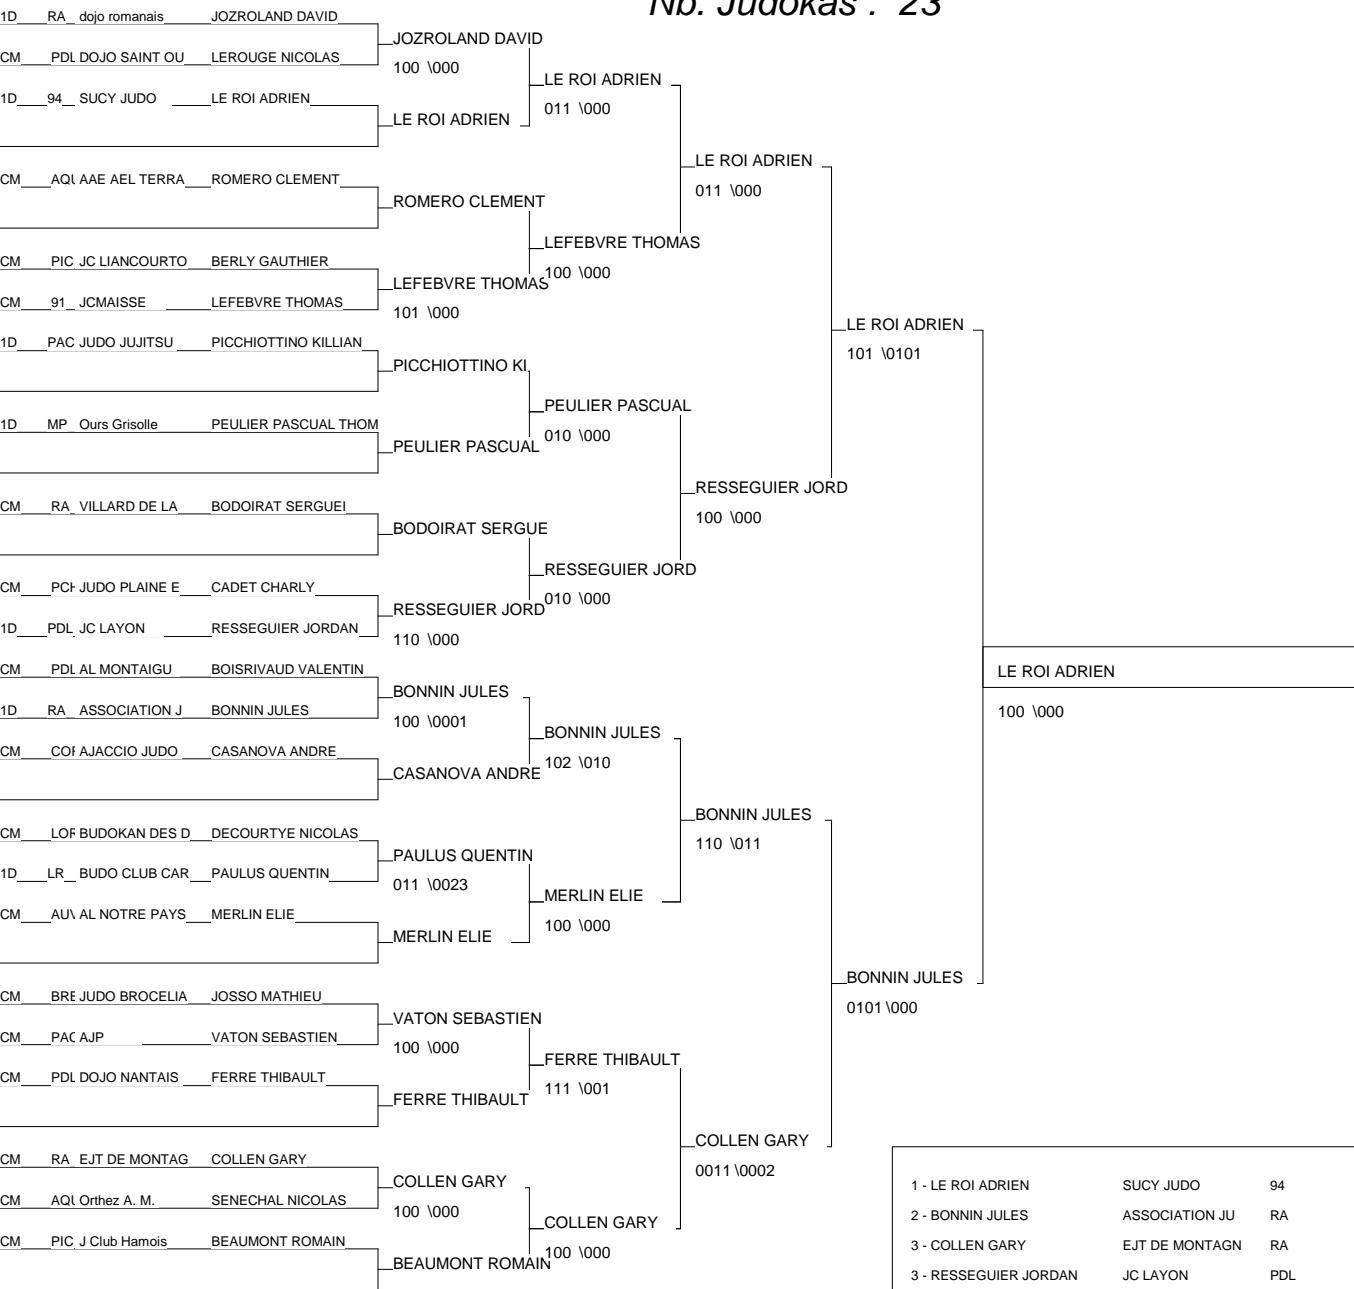 Nb. Judokas : 23
1D RA dojo romanais JOZROLAND DAVID
JOZROLAND DAVID
CM PDL DOJO SAINT OU LEROUGE NICOLAS
100 \000
LE ROI ADRIEN
1D 94 SUCY JUDO LE ROI ADRIEN
011 \000
LE ROI ADRIEN
LE ROI ADRIEN
CM AQU AAE AEL TERRA ROMERO CLEMENT
011 \000
ROMERO CLEMENT
LEFEBVRE THOMAS
CM PIC JC LIANCOURTO BERLY GAUTHIER
100 \000
LEFEBVRE THOMAS
CM 91 JCMAISSE LEFEBVRE THOMAS
101 \000
LE ROI ADRIEN
1D PAC JUDO JUJITSU PICCHIOTTINO KILLIAN
101 \0101
PICCHIOTTINO KI
PEULIER PASCUAL
1D MP Ours Grisolle PEULIER PASCUAL THOM
010 \000
PEULIER PASCUAL
RESSEGUIER JORD
CM RA VILLARD DE LA BODOIRAT SERGUEI
100 \000
BODOIRAT SERGUE
RESSEGUIER JORD
CM PCH JUDO PLAINE E CADET CHARLY
010 \000
RESSEGUIER JORD
1D PDL JC LAYON RESSEGUIER JORDAN
110 \000
CM PDL AL MONTAIGU BOISRIVAUD VALENTIN
LE ROI ADRIEN
BONNIN JULES
1D RA ASSOCIATION J BONNIN JULES
100 \000
100 \0001
BONNIN JULES
CM COR AJACCIO JUDO CASANOVA ANDRE
102 \010
CASANOVA ANDRE
BONNIN JULES
CM LOR BUDOKAN DES D DECOURTYE NICOLAS
110 \011
PAULUS QUENTIN
1D LR BUDO CLUB CAR PAULUS QUENTIN
011 \0023
MERLIN ELIE
CM AUV AL NOTRE PAYS MERLIN ELIE
100 \000
MERLIN ELIE
BONNIN JULES
CM BRE JUDO BROCELIA JOSSO MATHIEU
0101 \000
VATON SEBASTIEN
CM PAC AJP VATON SEBASTIEN
100 \000
FERRE THIBAULT
CM PDL DOJO NANTAIS FERRE THIBAULT
111 \001
FERRE THIBAULT
COLLEN GARY
CM RA EJT DE MONTAG COLLEN GARY
0011 \0002
COLLEN GARY
CM AQU Orthez A. M. SENECHAL NICOLAS
100 \000
COLLEN GARY
CM PIC J Club Hamois BEAUMONT ROMAIN
100 \000
BEAUMONT ROMAIN
1 - LE ROI ADRIEN SUCY JUDO 94
2 - BONNIN JULES ASSOCIATION JU RA
3 - COLLEN GARY EJT DE MONTAGN RA
3 - RESSEGUIER JORDAN JC LAYON PDL